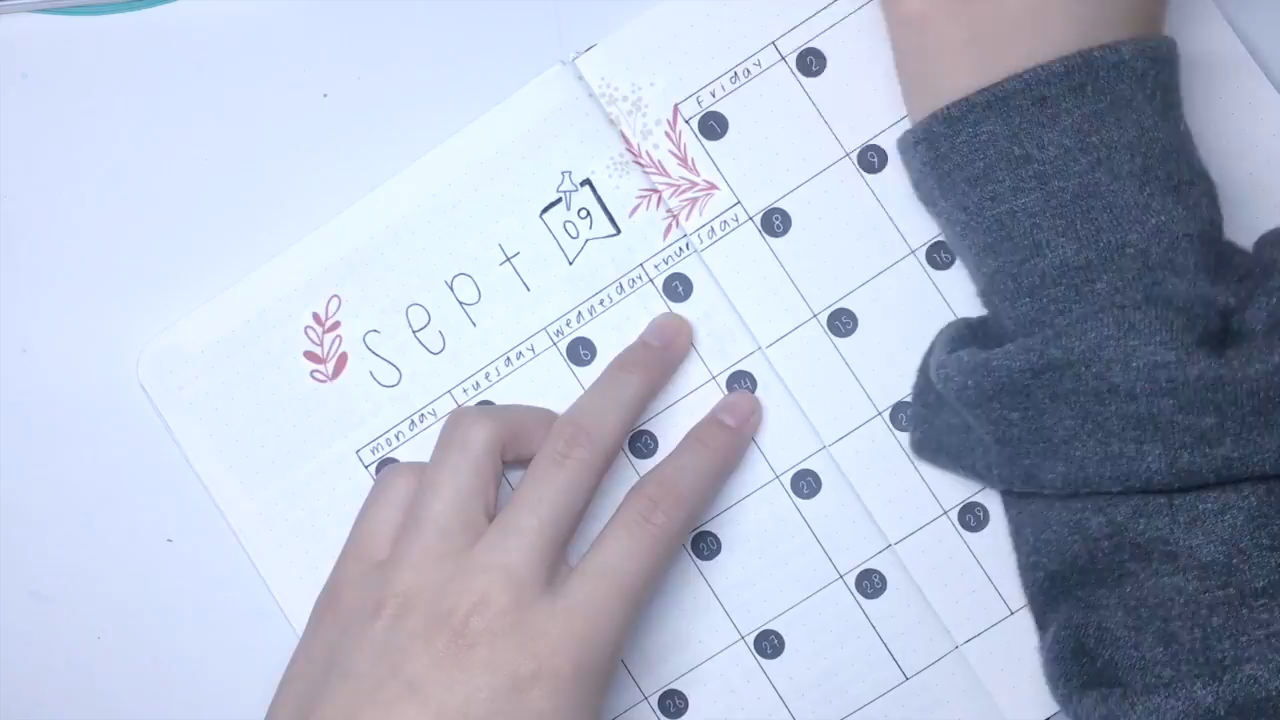 sept
09
monday tuesday wednesday thursday friday
1 2
6 7 8 9
13 14 15 16
20 21
26 27 28 29